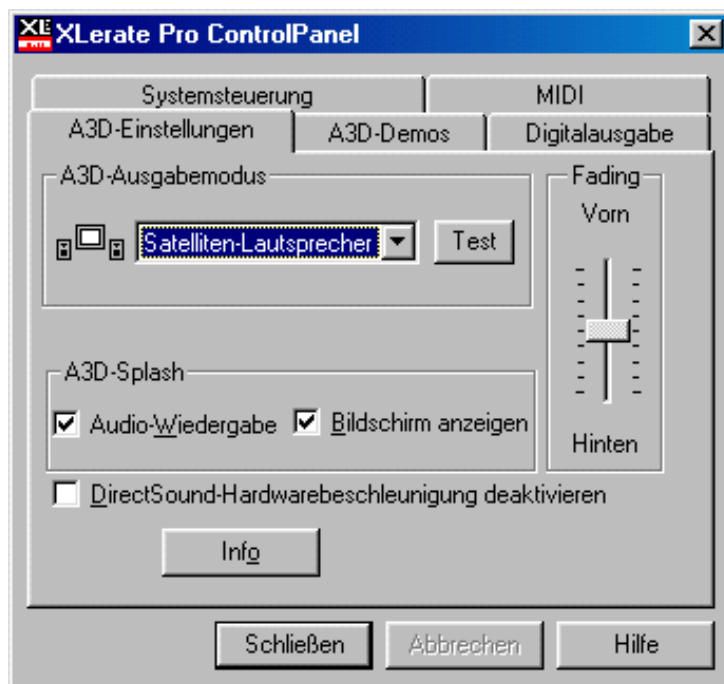 XLerate Pro ControlPanel
Systemsteuerung
MIDI
A3D-Einstellungen
A3D-Demos
Digitalausgabe
A3D-Ausgabemodus
Satelliten-Lautsprecher
Test
Fading
Vorn
Hinten
A3D-Splash
Audio-Wiedergabe
Bildschirm anzeigen
DirectSound-Hardwarebeschleunigung deaktivieren
Info
Schließen
Abbrechen
Hilfe